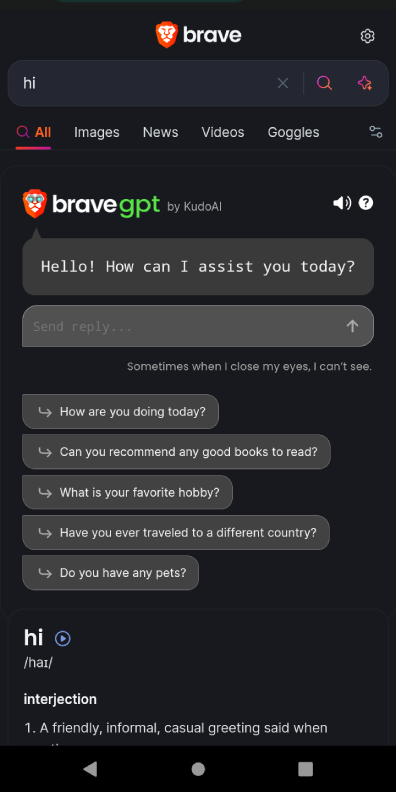 brave
hi
All Images News Videos Goggles
bravegpt by KudoAI
Hello! How can I assist you today?
Send reply...
Sometimes when I close my eyes, I can't see.
How are you doing today?
Can you recommend any good books to read?
What is your favorite hobby?
Have you ever traveled to a different country?
Do you have any pets?
hi
/haɪ/
interjection
1. A friendly, informal, casual greeting said when